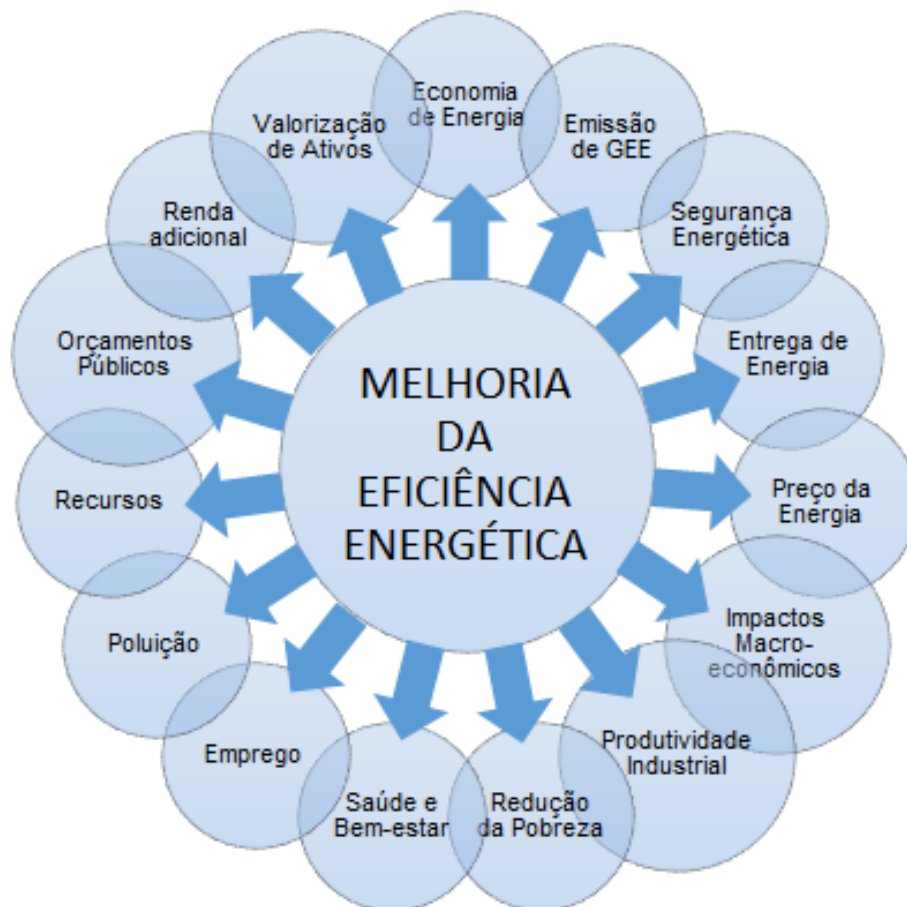 MELHORIA
DA
EFICIÊNCIA
ENERGÉTICA
Economia
de Energia
Emissão
de GEE
Segurança
Energética
Entrega de
Energia
Preço da
Energia
Impactos
Macro-
econômicos
Produtividade
Industrial
Redução
da Pobreza
Saúde e
Bem-estar
Emprego
Poluição
Recursos
Orçamentos
Públicos
Renda
adicional
Valorização
de Ativos